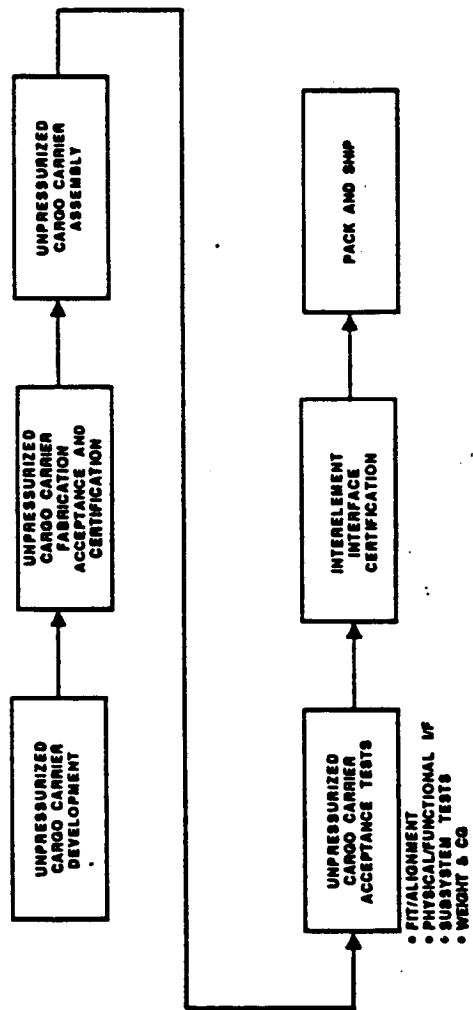 UNPRESSURIZED
CARGO CARRIER
DEVELOPMENT
UNPRESSURIZED
CARGO CARRIER
FABRICATION
ACCEPTANCE AND
CERTIFICATION
UNPRESSURIZED
CARGO CARRIER
ASSEMBLY
UNPRESSURIZED
CARGO CARRIER
ACCEPTANCE TESTS
• FIT/ALIGNMENT
• PHYSICAL/FUNCTIONAL I/F
• SUBSYSTEM TESTS
• WEIGHT & CG
INTERELEMENT
INTERFACE
CERTIFICATION
PACK AND SHIP